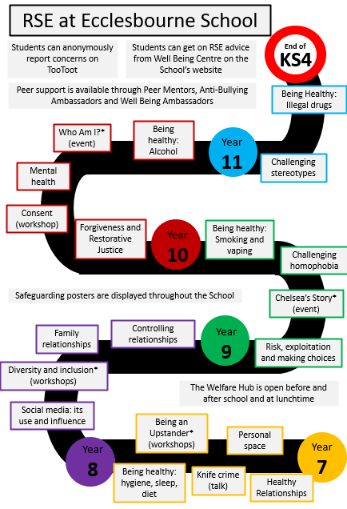 RSE at Ecclesbourne School
Students can anonymously
report concerns on
TooToot
Students can get on RSE advice
from Well Being Centre on the
School's website
End of
KS4
Peer support is available through Peer Mentors, Anti-Bullying
Ambassadors and Well Being Ambassadors
Being Healthy:
Illegal drugs
Who Am I?*
(event)
Being
healthy:
Alcohol
Year
11
Challenging
stereotypes
Mental
health
Consent
(workshop)
Forgiveness and
Restorative
Justice
Year
10
Being healthy:
Smoking and
vaping
Challenging
homophobia
Safeguarding posters are displayed throughout the School
Chelsea's Story*
(event)
Family
relationships
Controlling
relationships
Year
9
Risk, exploitation
and making choices
Diversity and inclusion*
(workshops)
The Welfare Hub is open before and
after school and at lunchtime
Social media: its
use and influence
Being an
Upstander*
(workshops)
Personal
space
Year
8
Year
7
Being healthy:
hygiene, sleep,
diet
Knife crime
(talk)
Healthy
Relationships